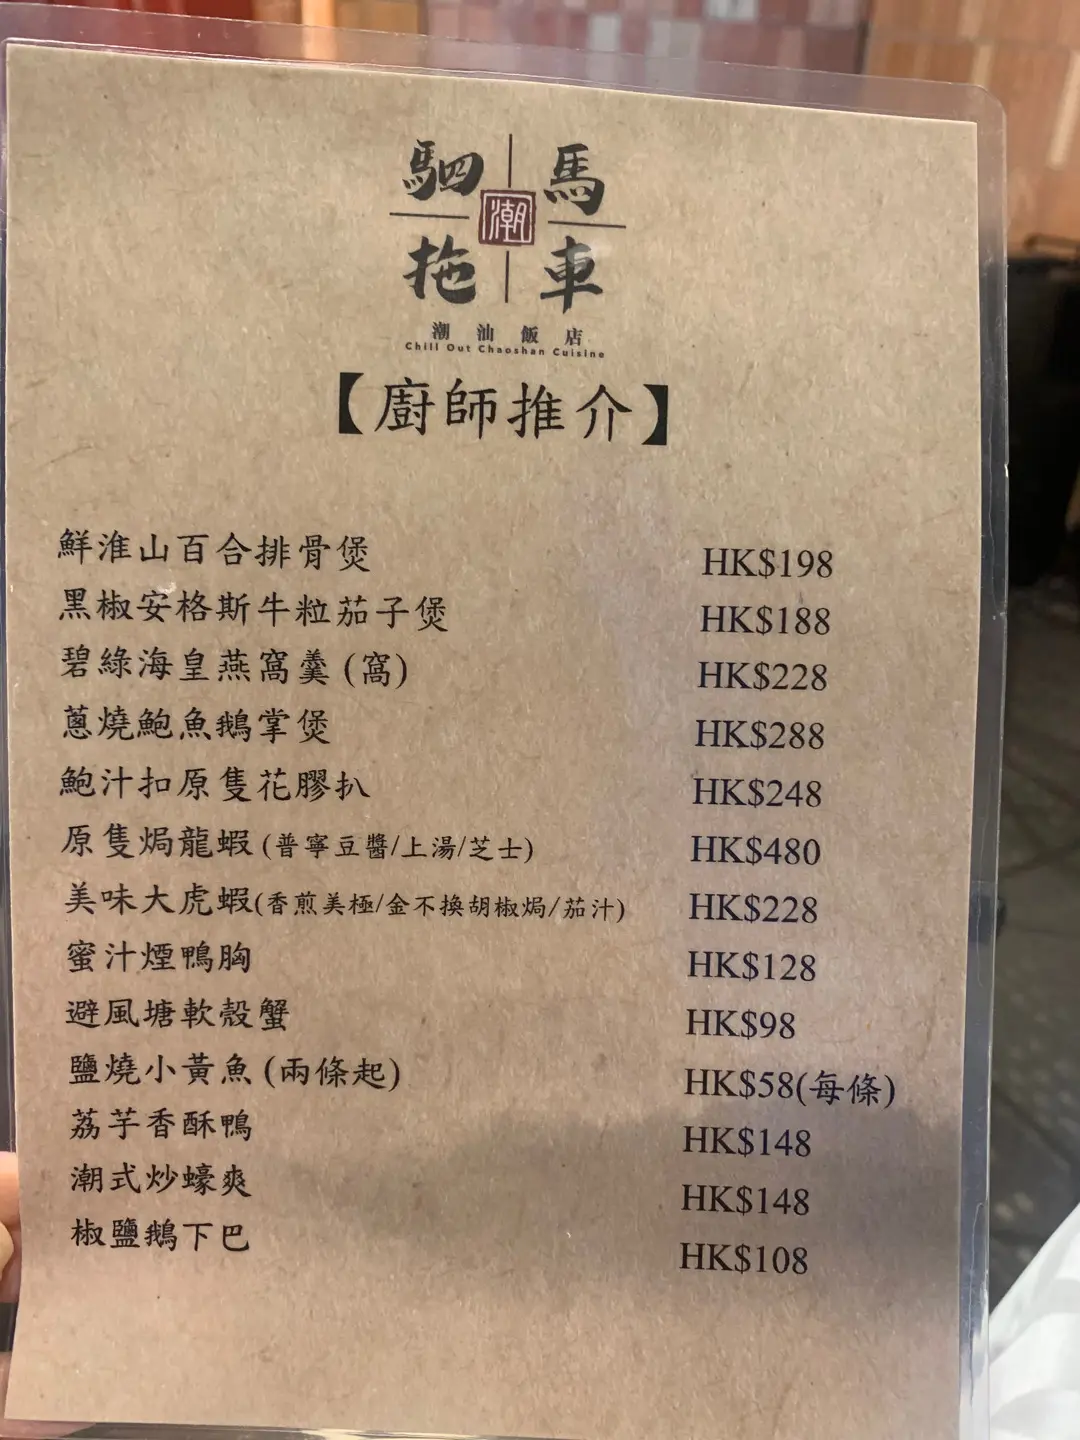 駟馬
潮
拖車
潮汕飯店
Chill Out Chaoshan Cuisine
【廚師推介】
鮮淮山百合排骨煲 HK$198
黑椒安格斯牛粒茄子煲 HK$188
碧綠海皇燕窩羹 (窩) HK$228
蔥燒鮑魚鵝掌煲 HK$288
鮑汁扣原隻花膠扒 HK$248
原隻焗龍蝦 (普寧豆醬/上湯/芝士) HK$480
美味大虎蝦(香煎美極/金不換胡椒焗/茄汁) HK$228
蜜汁煙鴨胸 HK$128
避風塘軟殼蟹 HK$98
鹽燒小黃魚 (兩條起) HK$58(每條)
荔芋香酥鴨 HK$148
潮式炒蠔爽 HK$148
椒鹽鵝下巴 HK$108